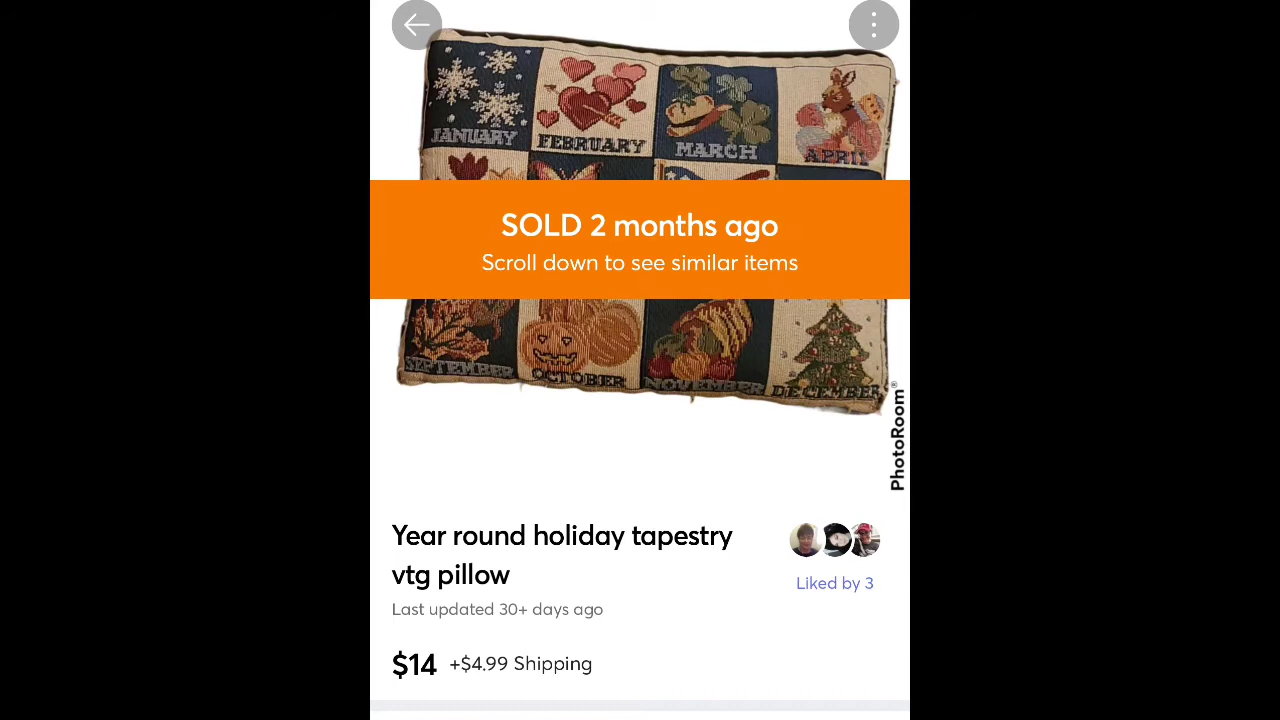 JANUARY
FEBRUARY
MARCH
APRIL
SOLD 2 months ago
Scroll down to see similar items
SEPTEMBER
OCTOBER
NOVEMBER
DECEMBER
PhotoRoom®
Year round holiday tapestry
vtg pillow
Liked by 3
Last updated 30+ days ago
$14 +$4.99 Shipping